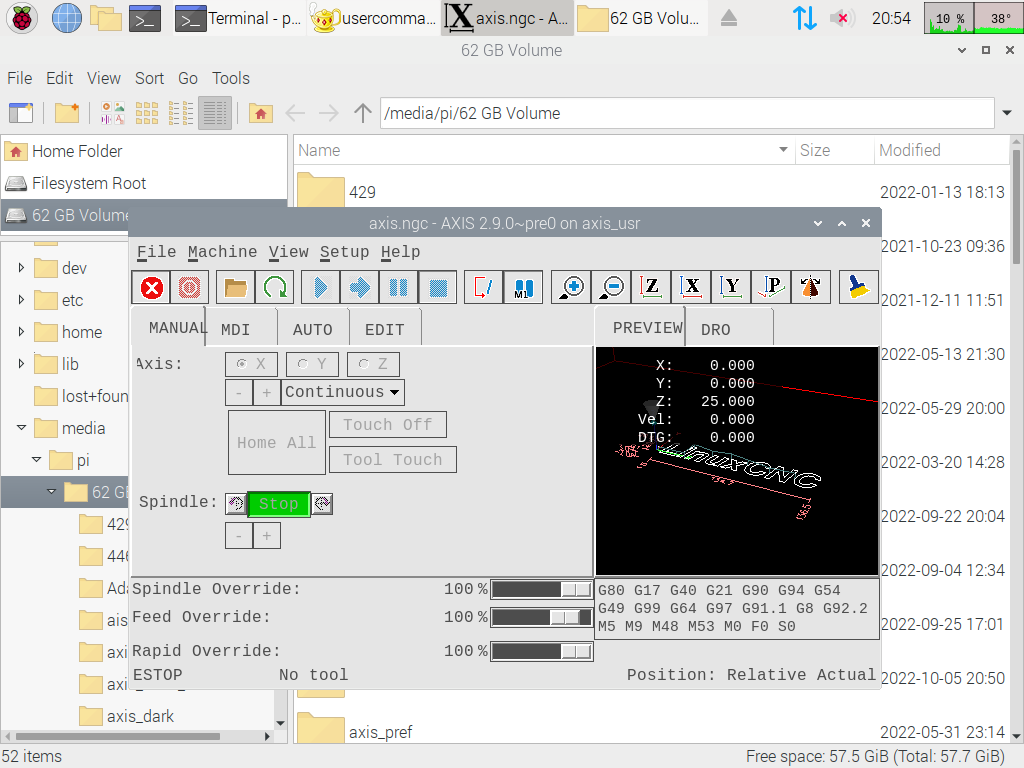 Terminal - p...
usercomma...
axis.ngc - A...
62 GB Volu...
20:54
10 %
38°
62 GB Volume
File Edit View Sort Go Tools
/media/pi/62 GB Volume
Home Folder
Filesystem Root
62 GB Volume
Name Size Modified
429 2022-01-13 18:13
2021-10-23 09:36
2021-12-11 11:51
2022-05-13 21:30
2022-05-29 20:00
2022-03-20 14:28
2022-09-22 20:04
2022-09-04 12:34
2022-09-25 17:01
2022-10-05 20:50
axis_pref 2022-05-31 23:14
dev
etc
home
lib
lost+foun
media
pi
62 GB
429
446
Ada
ais
axi
axi
axis_dark
axis.ngc - AXIS 2.9.0~pre0 on axis_usr
File Machine View Setup Help
M1
Z X Y P
MANUAL MDI AUTO EDIT
PREVIEW DRO
Axis: X Y Z
- + Continuous
Home All
Touch Off
Tool Touch
Spindle: Stop
- +
X: 0.000
Y: 0.000
Z: 25.000
Vel: 0.000
DTG: 0.000
LinuxCNC
Spindle Override: 100 %
Feed Override: 100 %
Rapid Override: 100 %
G80 G17 G40 G21 G90 G94 G54
G49 G99 G64 G97 G91.1 G8 G92.2
M5 M9 M48 M53 M0 F0 S0
ESTOP No tool Position: Relative Actual
52 items Free space: 57.5 GiB (Total: 57.7 GiB)